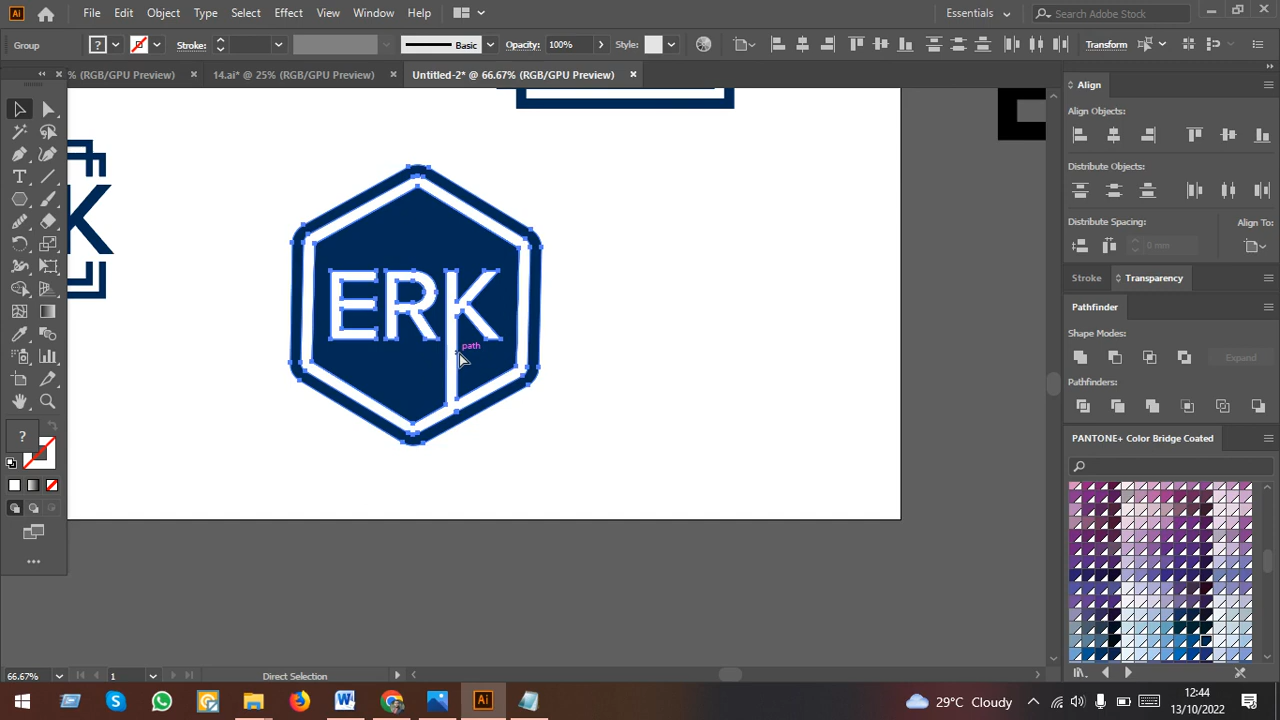 Ai File Edit Object Type Select Effect View Window Help Essentials Search Adobe Stock
Group ? Stroke: Basic Opacity: 100% Style: Transform
% (RGB/GPU Preview) × 14.ai* @ 25% (RGB/GPU Preview) × Untitled-2* @ 66.67% (RGB/GPU Preview) ×
Align
Align Objects:
Distribute Objects:
Distribute Spacing:
Align To:
0 mm
Stroke Transparency
Pathfinder
Shape Modes:
Expand
Pathfinders:
PANTONE+ Color Bridge Coated
K
ERK
path
?
66.67% 1 Direct Selection
W Ai 29°C Cloudy 12:44
13/10/2022